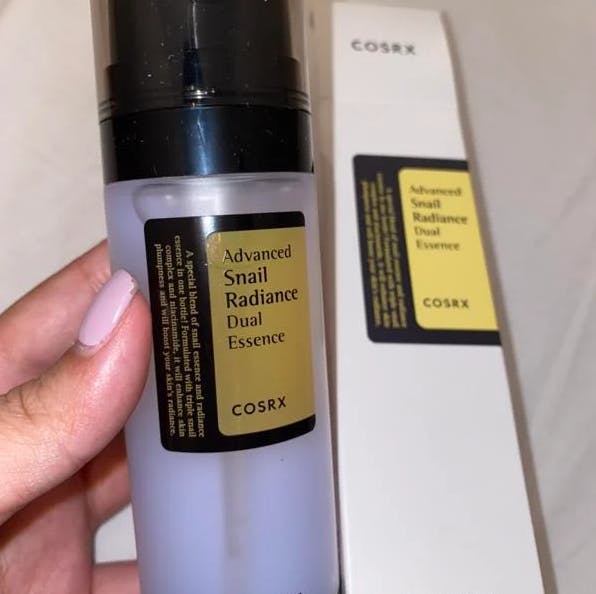 Advanced
Snail
Radiance
Dual
Essence
COSRX
A special blend of snail essence and radiance
essence in one bottle! Formulated with triple snail
complex and niacinamide, it will enhance skin
plumpness and will boost your skin's radiance.
COSRX
Advanced
Snail
Radiance
Dual
Essence
COSRX